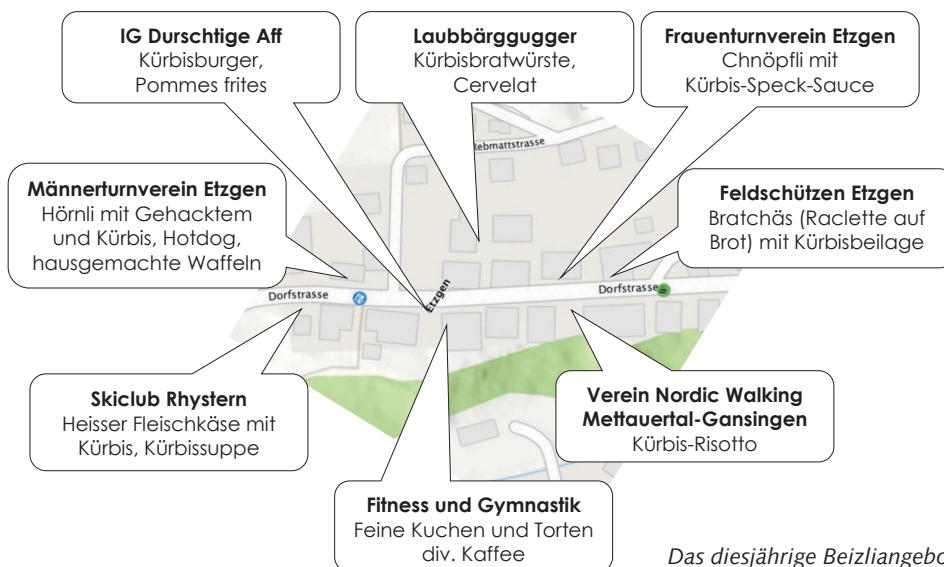 IG Durschtige Aff
Kürbisburger,
Pommes frites
Laubbärggugger
Kürbisbratwürste,
Cervelat
Frauenturnverein Etzgen
Chnöpfli mit
Kürbis-Speck-Sauce
Rebmattstrasse
Männerturnverein Etzgen
Hörnli mit Gehacktem
und Kürbis, Hotdog,
hausgemachte Waffeln
Feldschützen Etzgen
Bratchäs (Raclette auf
Brot) mit Kürbisbeilage
Dorfstrasse
Etzgen
Dorfstrasse
Skiclub Rhystern
Heisser Fleischkäse mit
Kürbis, Kürbissuppe
Verein Nordic Walking
Mettauertal-Gansingen
Kürbis-Risotto
Fitness und Gymnastik
Feine Kuchen und Torten
div. Kaffee
Das diesjährige Beizliangebo